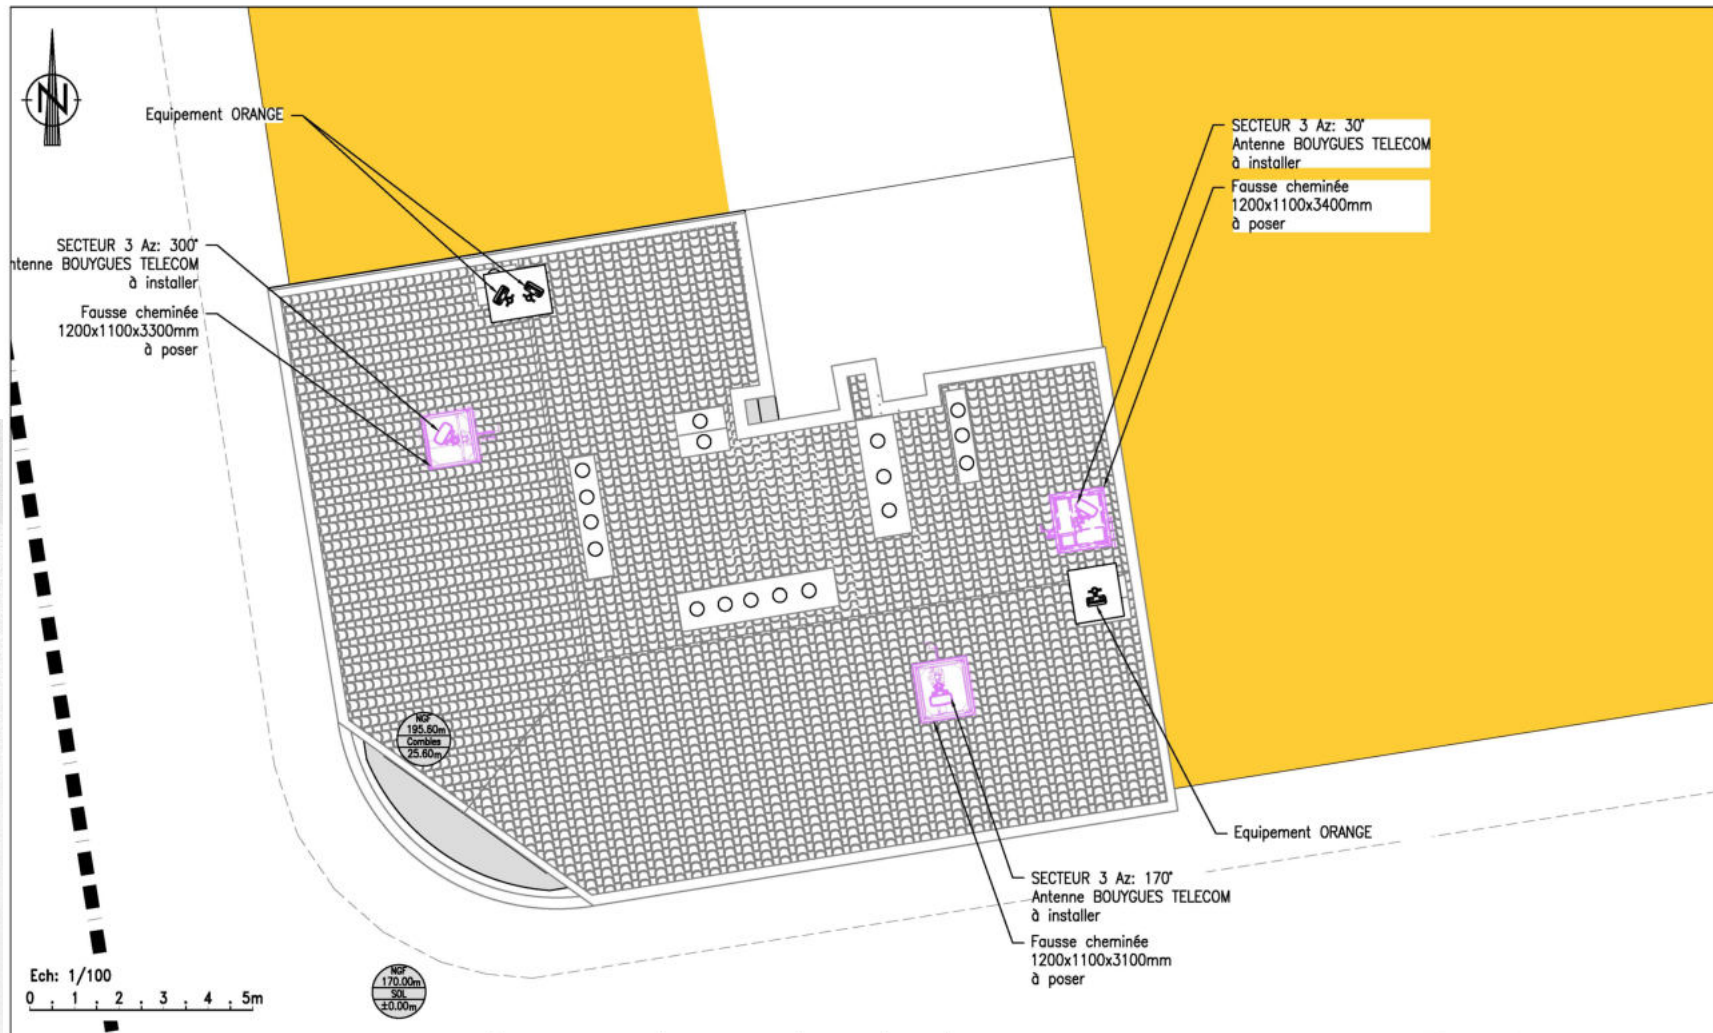 N
Equipement ORANGE
SECTEUR 3 Az: 30°
Antenne BOUYGUES TELECOM
à installer
Fausse cheminée
1200x1100x3400mm
à poser
SECTEUR 3 Az: 300°
ntenne BOUYGUES TELECOM
à installer
Fausse cheminée
1200x1100x3300mm
à poser
NGF
195.60m
Combles
25.60m
Equipement ORANGE
SECTEUR 3 Az: 170°
Antenne BOUYGUES TELECOM
à installer
Fausse cheminée
1200x1100x3100mm
à poser
Ech: 1/100
0 1 2 3 4 5m
NGF
170.00m
SOL
±0.00m